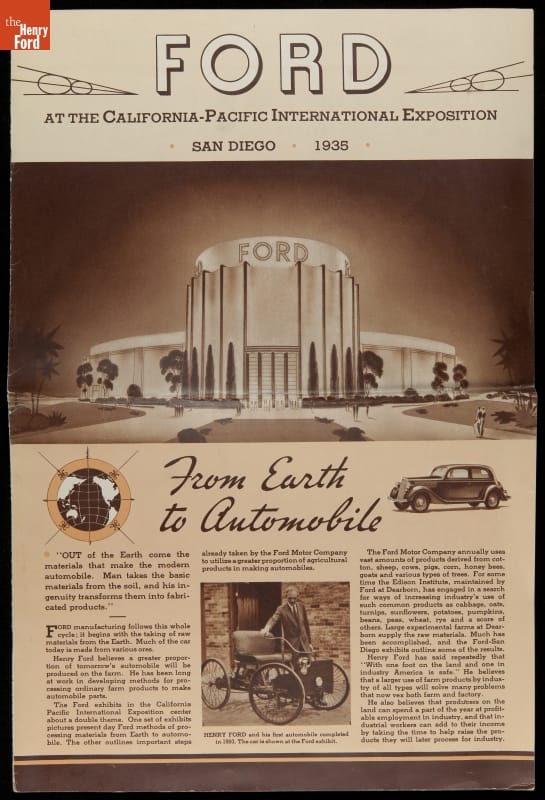 the
Henry
Ford
FORD
AT THE CALIFORNIA-PACIFIC INTERNATIONAL EXPOSITION
• SAN DIEGO • 1935 •
FORD
From Earth
to Automobile
"OUT of the Earth come the
materials that make the modern
automobile. Man takes the basic
materials from the soil, and his in-
genuity transforms them into fabri-
cated products."
FORD manufacturing follows this whole
cycle; it begins with the taking of raw
materials from the Earth. Much of the car
today is made from various ores.
Henry Ford believes a greater propor-
tion of tomorrow's automobile will be
produced on the farm. He has been long
at work in developing methods for pro-
cessing ordinary farm products to make
automobile parts.
The Ford exhibits in the California
Pacific International Exposition center
about a double theme. One set of exhibits
pictures present day Ford methods of pro-
cessing materials from Earth to automo-
bile. The other outlines important steps
already taken by the Ford Motor Company
to utilize a greater proportion of agricultural
products in making automobiles.
HENRY FORD and his first automobile completed
in 1893. The car is shown at the Ford exhibit.
The Ford Motor Company annually uses
vast amounts of products derived from cot-
ton, sheep, cows, pigs, corn, honey bees,
goats and various types of trees. For some
time the Edison Institute, maintained by
Ford at Dearborn, has engaged in a search
for ways of increasing industry's use of
such common products as cabbage, oats,
turnips, sunflowers, potatoes, pumpkins,
beans, peas, wheat, rye and a score of
others. Large experimental farms at Dear-
born supply the raw materials. Much has
been accomplished, and the Ford-San
Diego exhibits outline some of the results.
Henry Ford has said repeatedly that
"With one foot on the land and one in
industry America is safe." He believes
that a larger use of farm products by indus-
try of all types will solve many problems
that now vex both farm and factory.
He also believes that producers on the
land can spend a part of the year at profit-
able employment in industry, and that in-
dustrial workers can add to their income
by taking the time to help raise the pro-
ducts they will later process for industry.